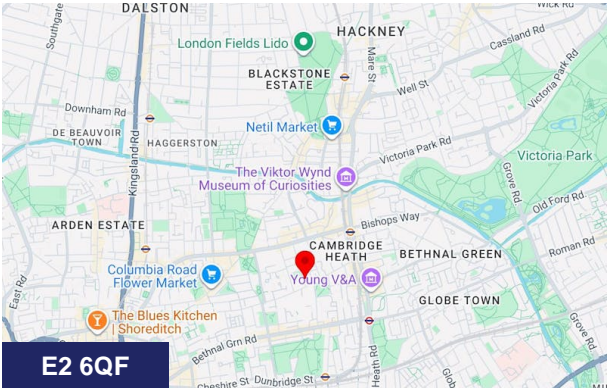 DALSTON
Southgate
Wick Rd
HACKNEY
Cassland Rd
London Fields Lido
Mare St
BLACKSTONE
ESTATE
Well St
Victoria Park Rd
Downham Rd
Netil Market
DE BEAUVOIR
TOWN
HAGGERSTON
Kingsland Rd
Victoria Park Rd
Victoria Park
The Viktor Wynd
Museum of Curiosities
Grove Rd
Old Ford Rd
ARDEN ESTATE
Bishops Way
CAMBRIDGE
HEATH
BETHNAL GREEN
Roman Rd
East Rd
Columbia Road
Flower Market
Young V&A
GLOBE TOWN
The Blues Kitchen
| Shoreditch
Bethnal Grn Rd
Heath Rd
Grove Rd
Cheshire St
Dunbridge St
E2 6QF